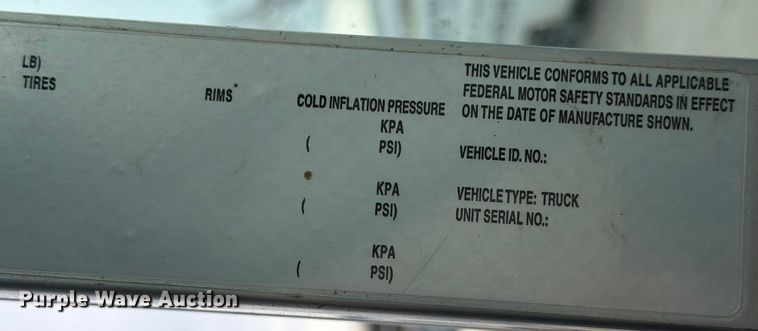 LB)
TIRES
RIMS*
COLD INFLATION PRESSURE
KPA
( PSI)
KPA
( PSI)
KPA
( PSI)
THIS VEHICLE CONFORMS TO ALL APPLICABLE
FEDERAL MOTOR SAFETY STANDARDS IN EFFECT
ON THE DATE OF MANUFACTURE SHOWN.
VEHICLE ID. NO.:
VEHICLE TYPE: TRUCK
UNIT SERIAL NO.:
Purple Wave Auction